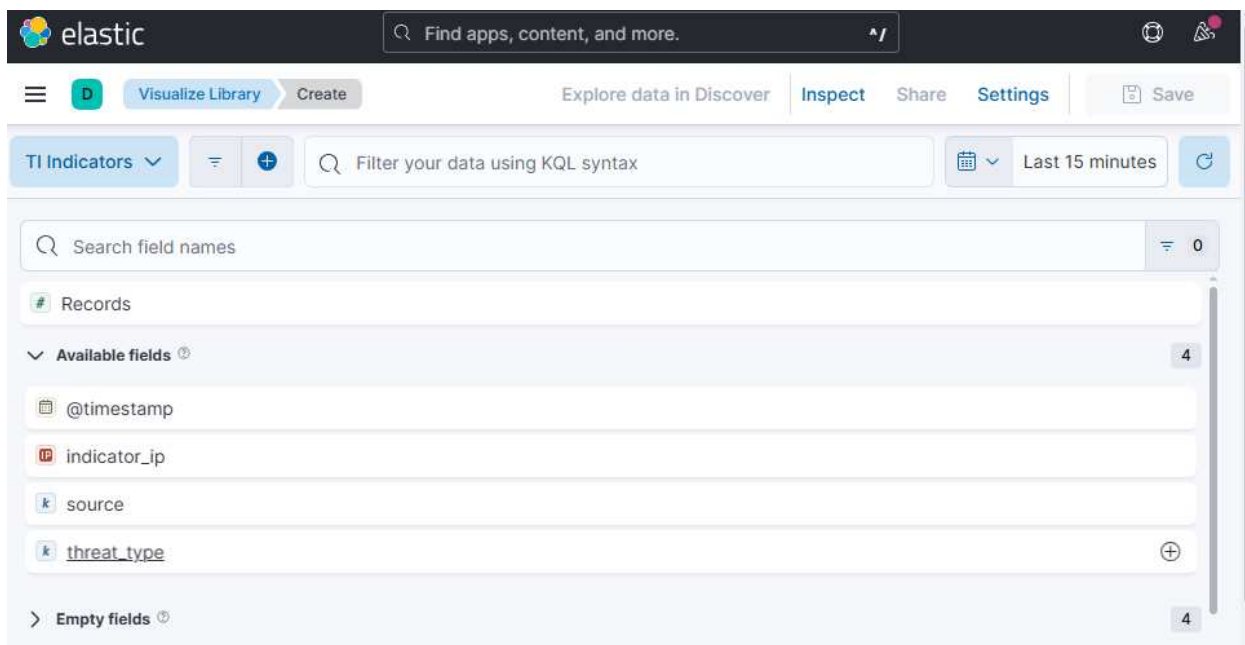 elastic
Find apps, content, and more.
^/
D
Visualize Library
Create
Explore data in Discover
Inspect
Share
Settings
Save
TI Indicators
Filter your data using KQL syntax
Last 15 minutes
Search field names
0
# Records
Available fields ?
4
@timestamp
IP indicator_ip
k source
k threat_type
Empty fields ?
4